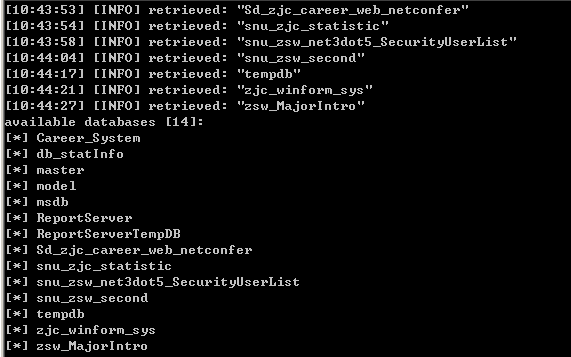 [10:43:53] [INFO] retrieved: "Sd_zjc_career_web_netconfer"
[10:43:54] [INFO] retrieved: "snu_zjc_statistic"
[10:43:58] [INFO] retrieved: "snu_zsw_net3dot5_SecurityUserList"
[10:44:04] [INFO] retrieved: "snu_zsw_second"
[10:44:17] [INFO] retrieved: "tempdb"
[10:44:21] [INFO] retrieved: "zjc_winform_sys"
[10:44:27] [INFO] retrieved: "zsw_MajorIntro"
available databases [14]:
[*] Career_System
[*] db_statInfo
[*] master
[*] model
[*] msdb
[*] ReportServer
[*] ReportServerTempDB
[*] Sd_zjc_career_web_netconfer
[*] snu_zjc_statistic
[*] snu_zsw_net3dot5_SecurityUserList
[*] snu_zsw_second
[*] tempdb
[*] zjc_winform_sys
[*] zsw_MajorIntro